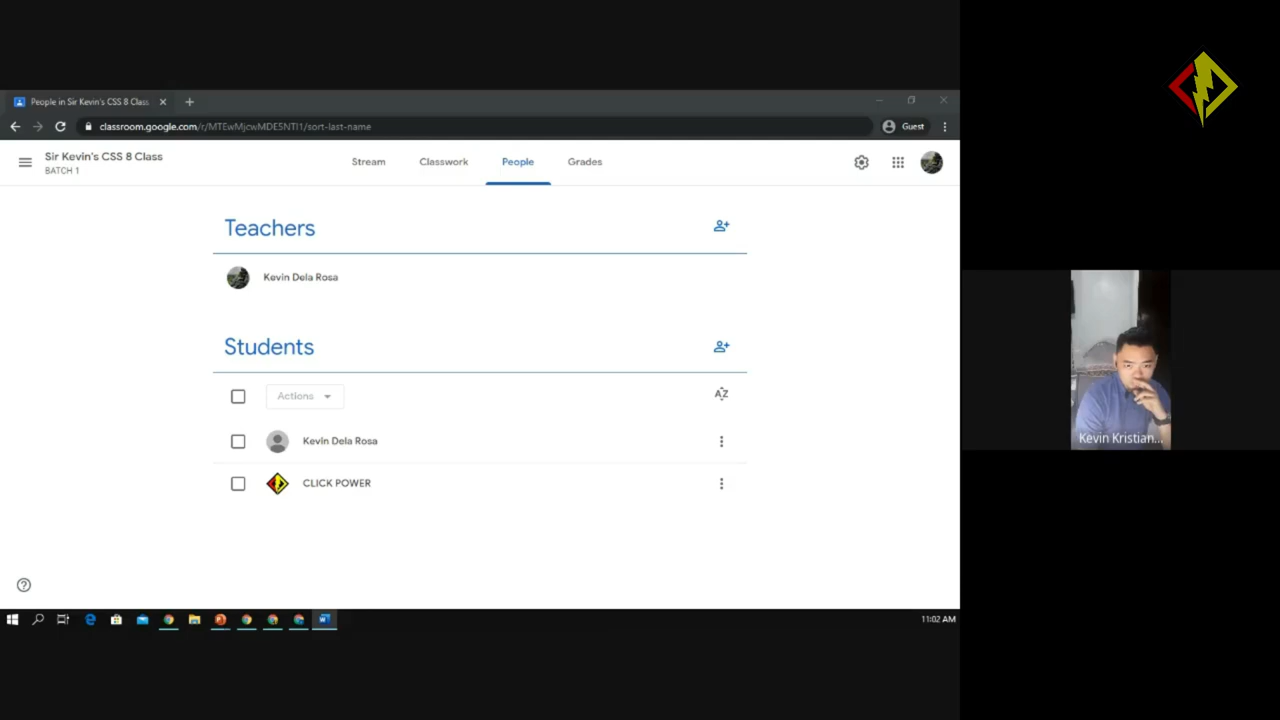 People in Sir Kevin's CSS 8 Class
classroom.google.com/r/MTEwMjcwMDE5NTI1/sort-last-name
Guest
Sir Kevin's CSS 8 Class
BATCH 1
Stream
Classwork
People
Grades
Teachers
Kevin Dela Rosa
Students
Actions
AZ
Kevin Dela Rosa
CLICK POWER
Kevin Kristian...
11:02 AM